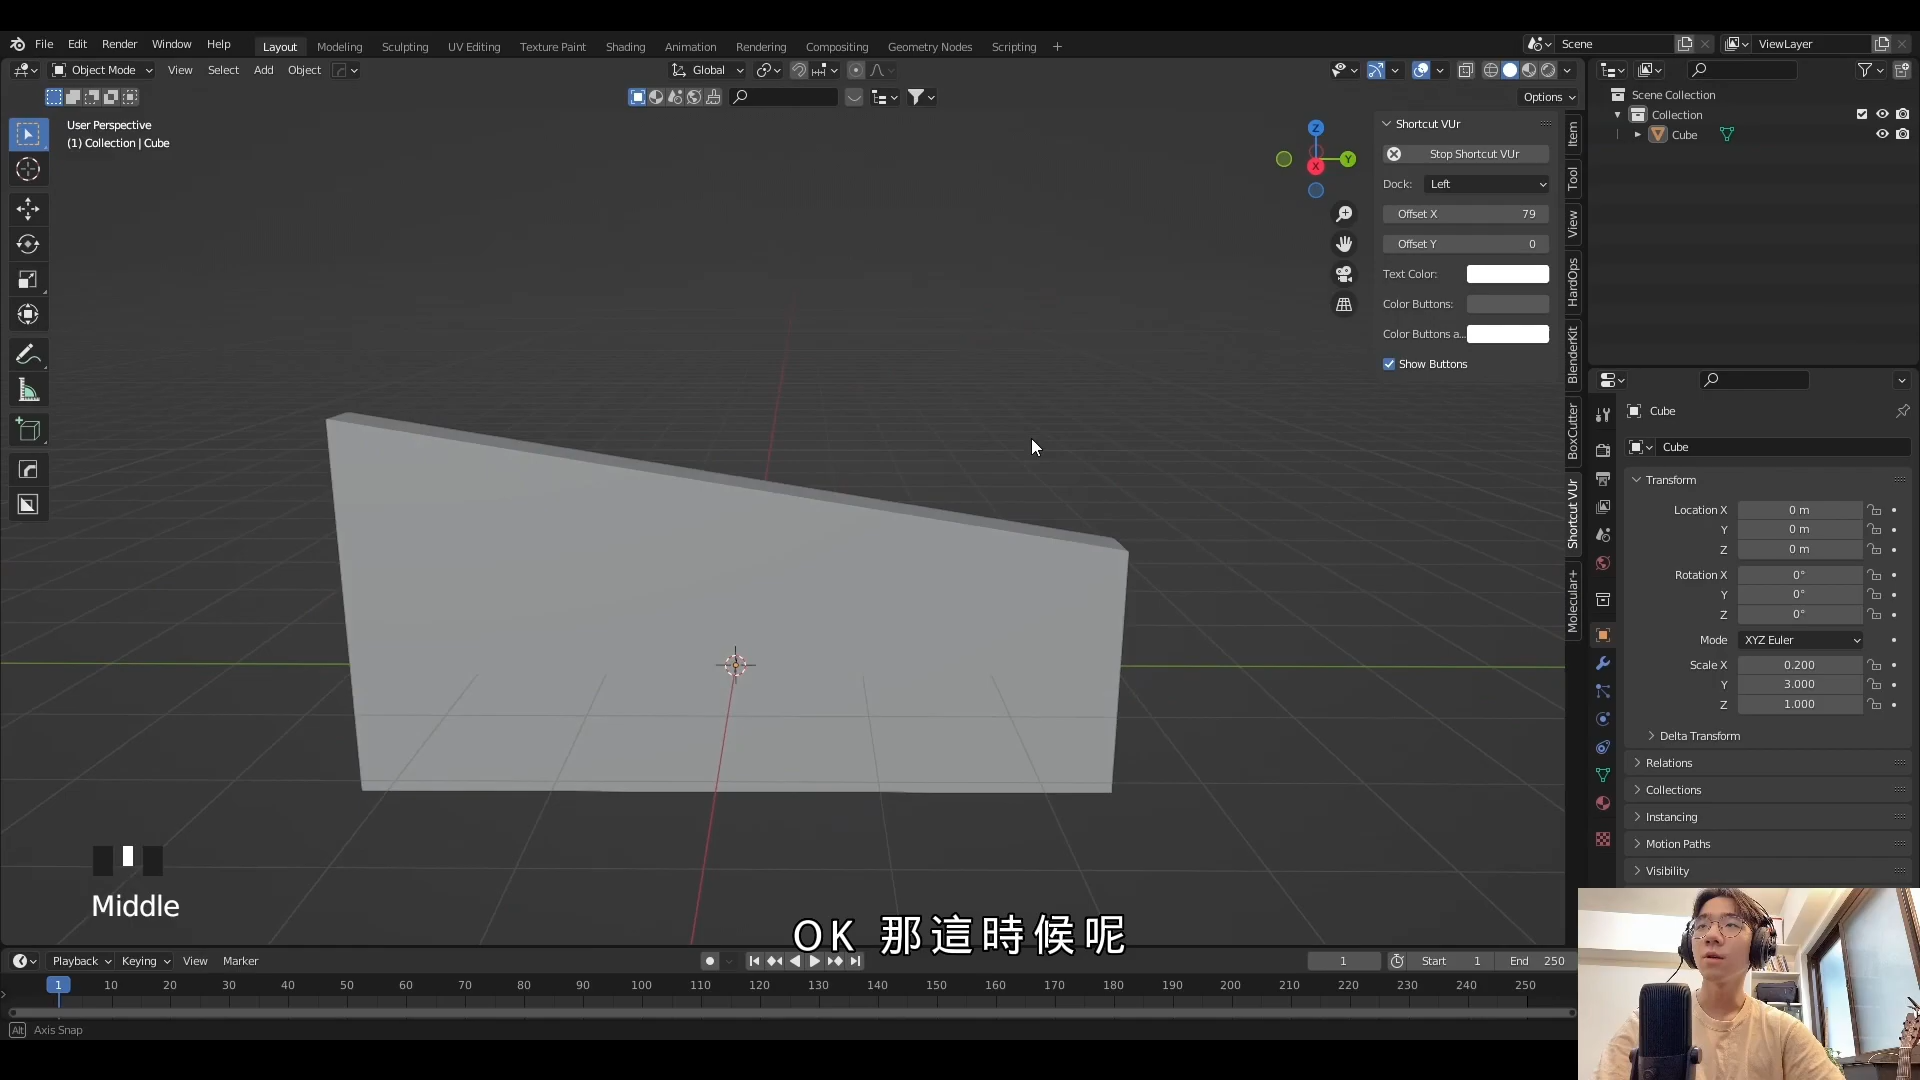 File Edit Render Window Help Layout Modeling Sculpting UV Editing Texture Paint Shading Animation Rendering Compositing Geometry Nodes Scripting + Scene ViewLayer
Object Mode View Select Add Object Global
Options
User Perspective
(1) Collection | Cube
Z
Y
X
Shortcut VUr
Stop Shortcut VUr
Dock: Left
Offset X 79
Offset Y 0
Text Color:
Color Buttons:
Color Buttons a...
Show Buttons
Item
Tool
View
HardOps
BlenderKit
BoxCutter
Shortcut VUr
Molecular+
Scene Collection
Collection
Cube
Cube
Cube
Transform
Location X 0 m
Y 0 m
Z 0 m
Rotation X 0°
Y 0°
Z 0°
Mode XYZ Euler
Scale X 0.200
Y 3.000
Z 1.000
Delta Transform
Relations
Collections
Instancing
Motion Paths
Visibility
Middle
OK 那這時候呢
Playback Keying View Marker 1 Start 1 End 250
1 10 20 30 40 50 60 70 80 90 100 110 120 130 140 150 160 170 180 190 200 210 220 230 240 250
Alt Axis Snap